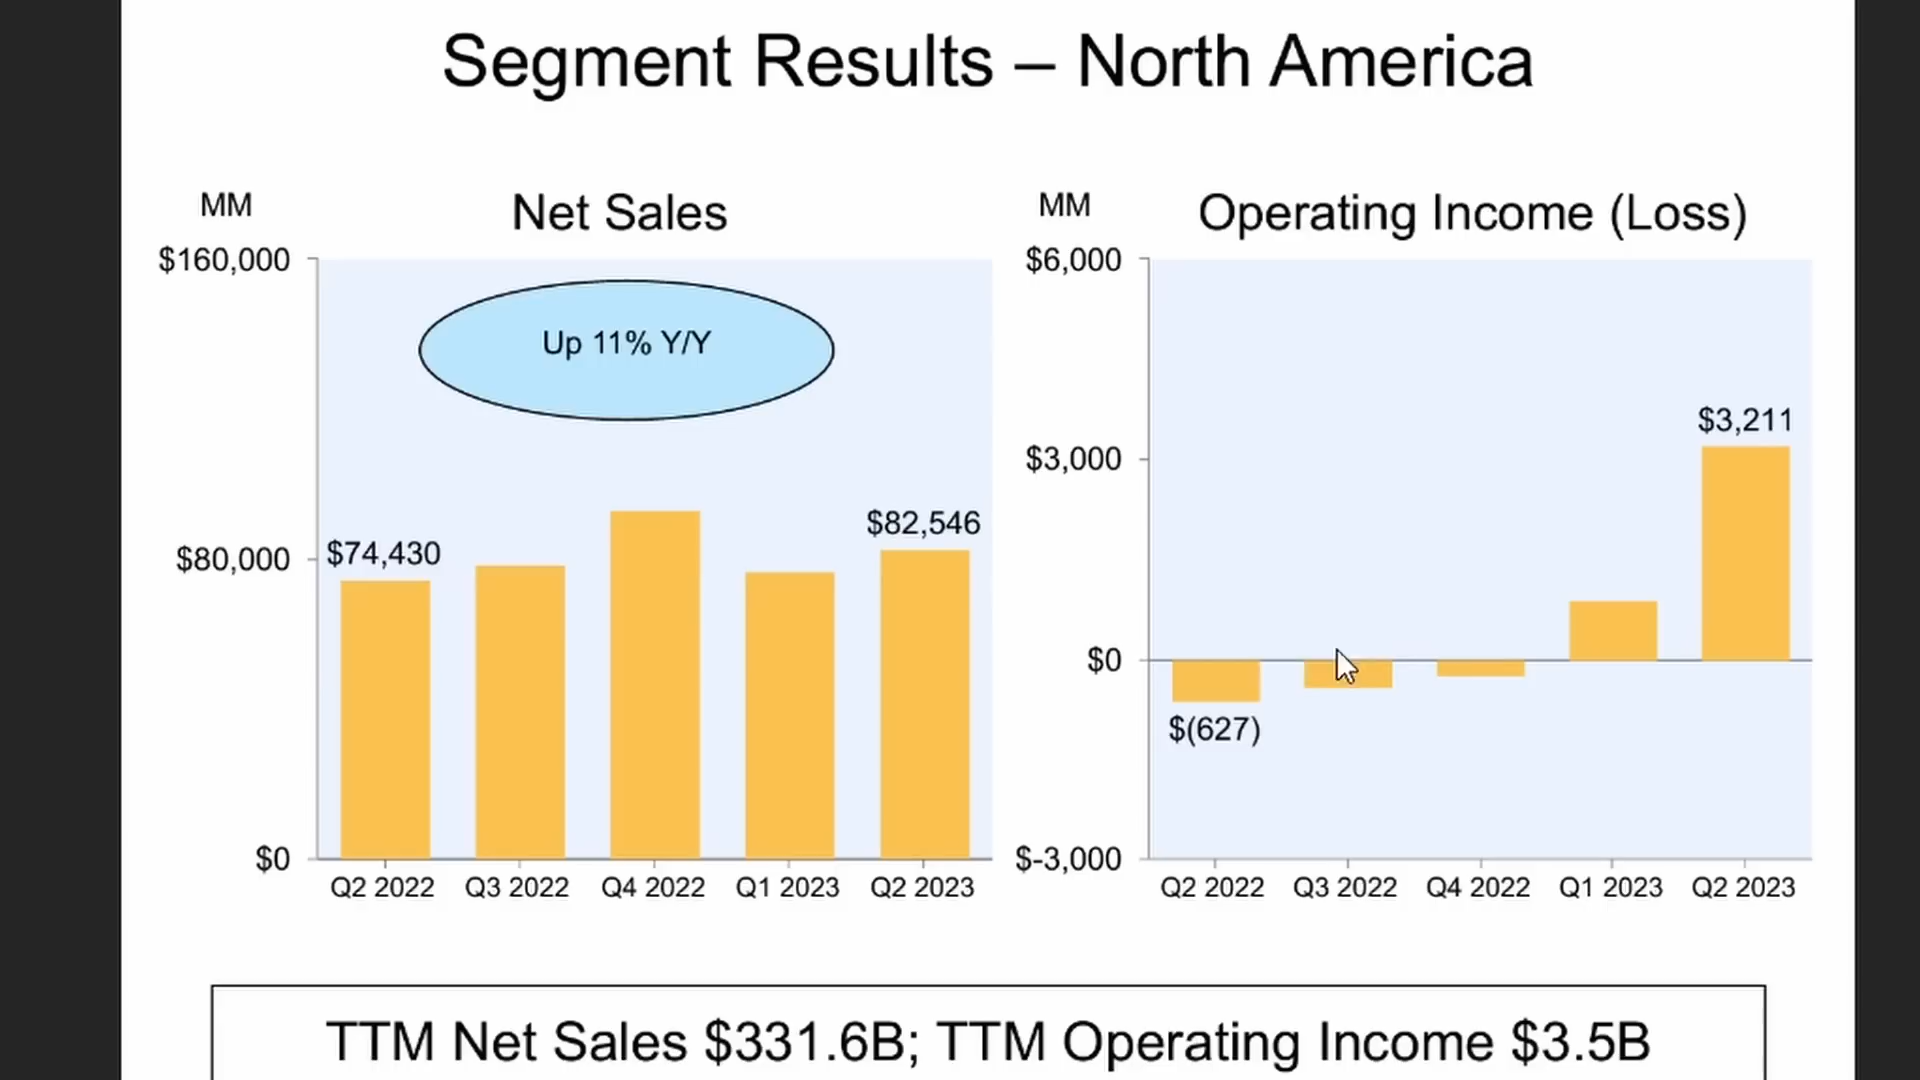 Segment Results – North America
MM
Net Sales
$160,000
Up 11% Y/Y
$82,546
$74,430
$80,000
$0
Q2 2022 Q3 2022 Q4 2022 Q1 2023 Q2 2023
MM
Operating Income (Loss)
$6,000
$3,211
$3,000
$0
$(627)
$-3,000
Q2 2022 Q3 2022 Q4 2022 Q1 2023 Q2 2023
TTM Net Sales $331.6B; TTM Operating Income $3.5B